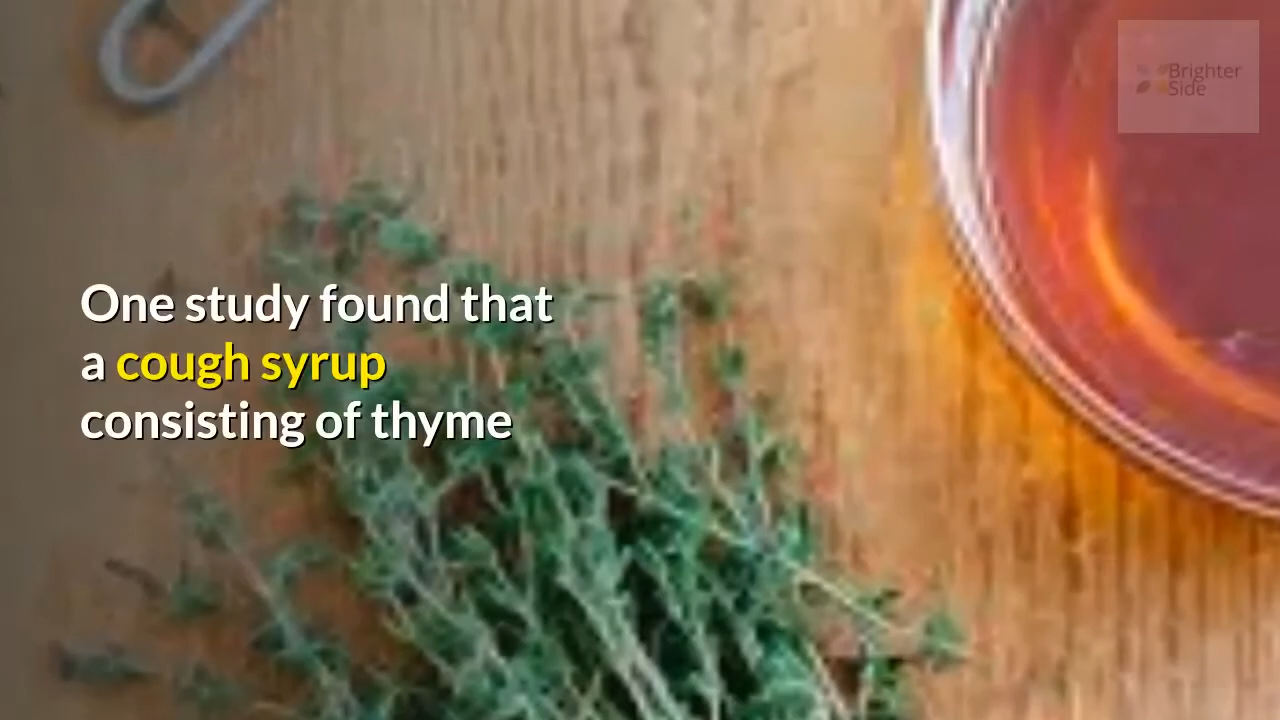 Brighter
Side
One study found that
a cough syrup
consisting of thyme